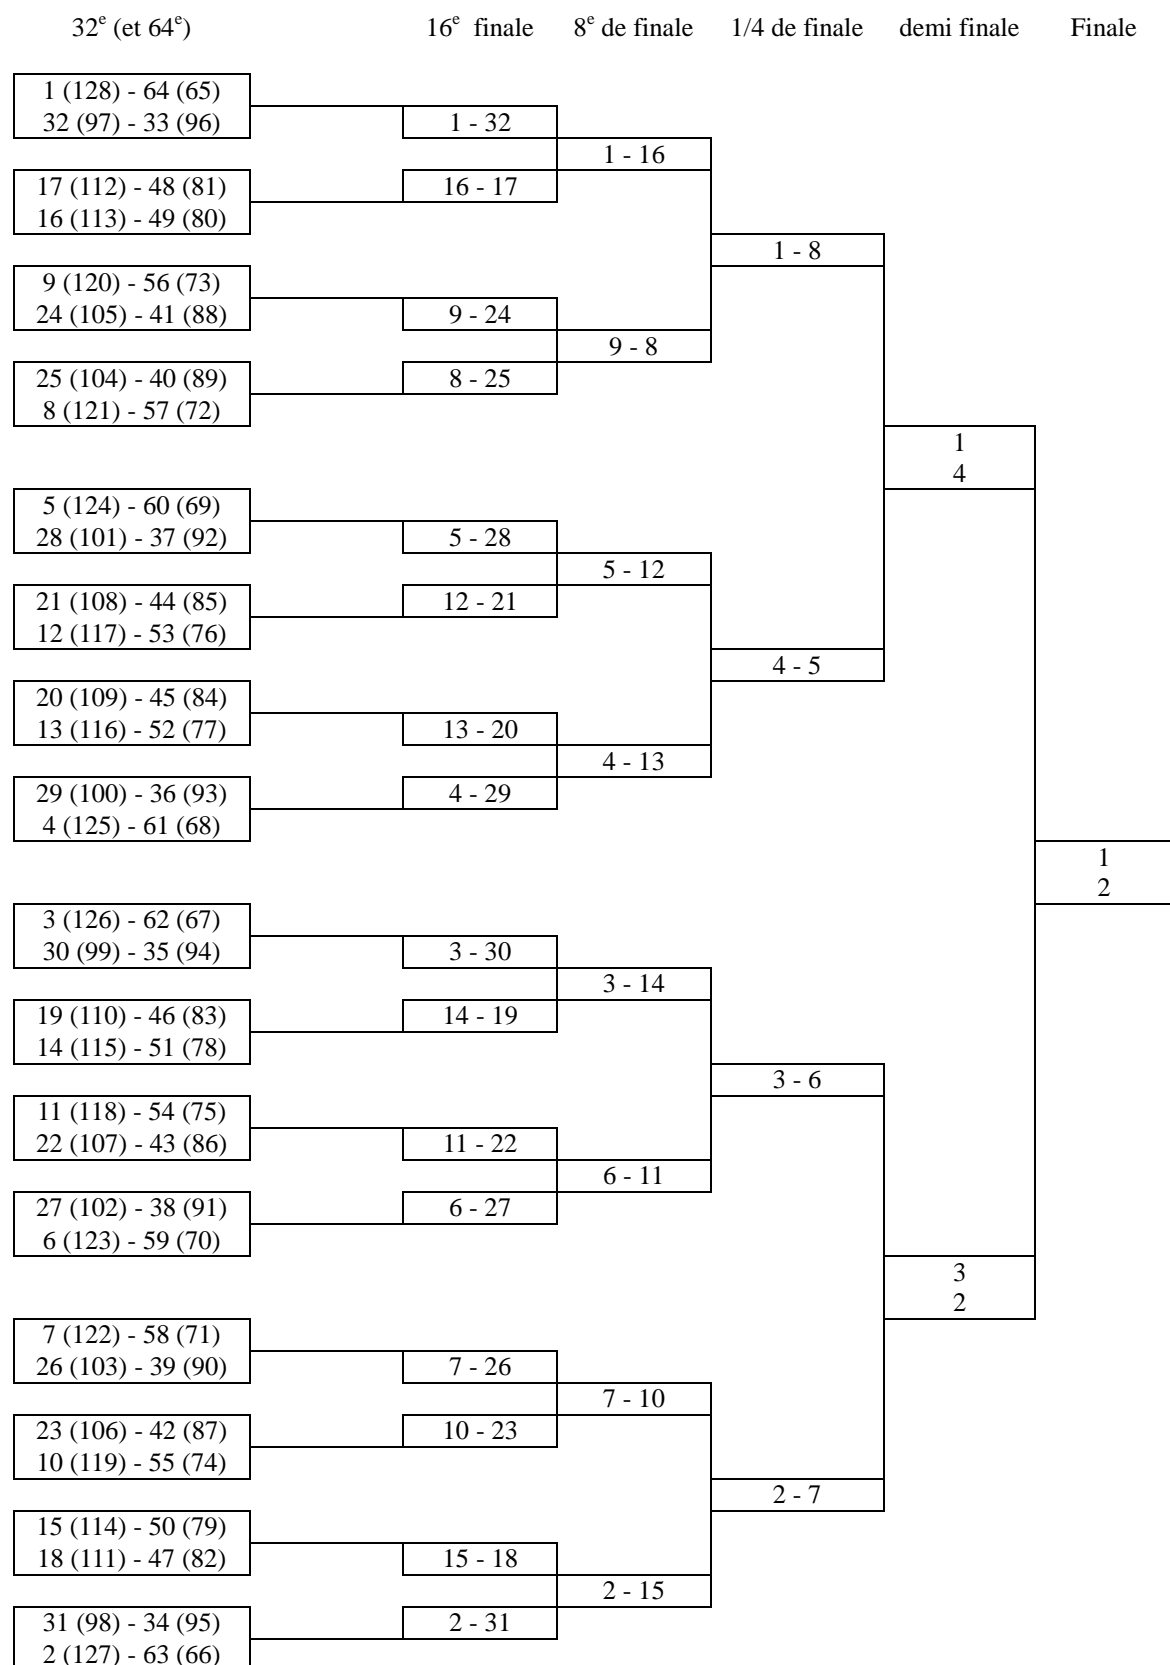 32e (et 64e) 16e finale 8e de finale 1/4 de finale demi finale Finale
1 (128) - 64 (65)
32 (97) - 33 (96)
1 - 32
1 - 16
17 (112) - 48 (81)
16 (113) - 49 (80)
16 - 17
1 - 8
9 (120) - 56 (73)
24 (105) - 41 (88)
9 - 24
9 - 8
25 (104) - 40 (89)
8 (121) - 57 (72)
8 - 25
1
4
5 (124) - 60 (69)
28 (101) - 37 (92)
5 - 28
5 - 12
21 (108) - 44 (85)
12 (117) - 53 (76)
12 - 21
4 - 5
20 (109) - 45 (84)
13 (116) - 52 (77)
13 - 20
4 - 13
29 (100) - 36 (93)
4 (125) - 61 (68)
4 - 29
1
2
3 (126) - 62 (67)
30 (99) - 35 (94)
3 - 30
3 - 14
19 (110) - 46 (83)
14 (115) - 51 (78)
14 - 19
3 - 6
11 (118) - 54 (75)
22 (107) - 43 (86)
11 - 22
6 - 11
27 (102) - 38 (91)
6 (123) - 59 (70)
6 - 27
3
2
7 (122) - 58 (71)
26 (103) - 39 (90)
7 - 26
7 - 10
23 (106) - 42 (87)
10 (119) - 55 (74)
10 - 23
2 - 7
15 (114) - 50 (79)
18 (111) - 47 (82)
15 - 18
2 - 15
31 (98) - 34 (95)
2 (127) - 63 (66)
2 - 31